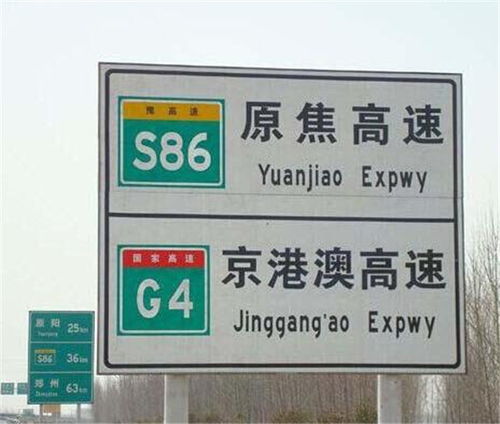 豫高速
S86
原焦高速
Yuanjiao Expwy
国家高速
G4
京港澳高速
Jinggang'ao Expwy
原阳 25km
S86 36km
郑州 63km